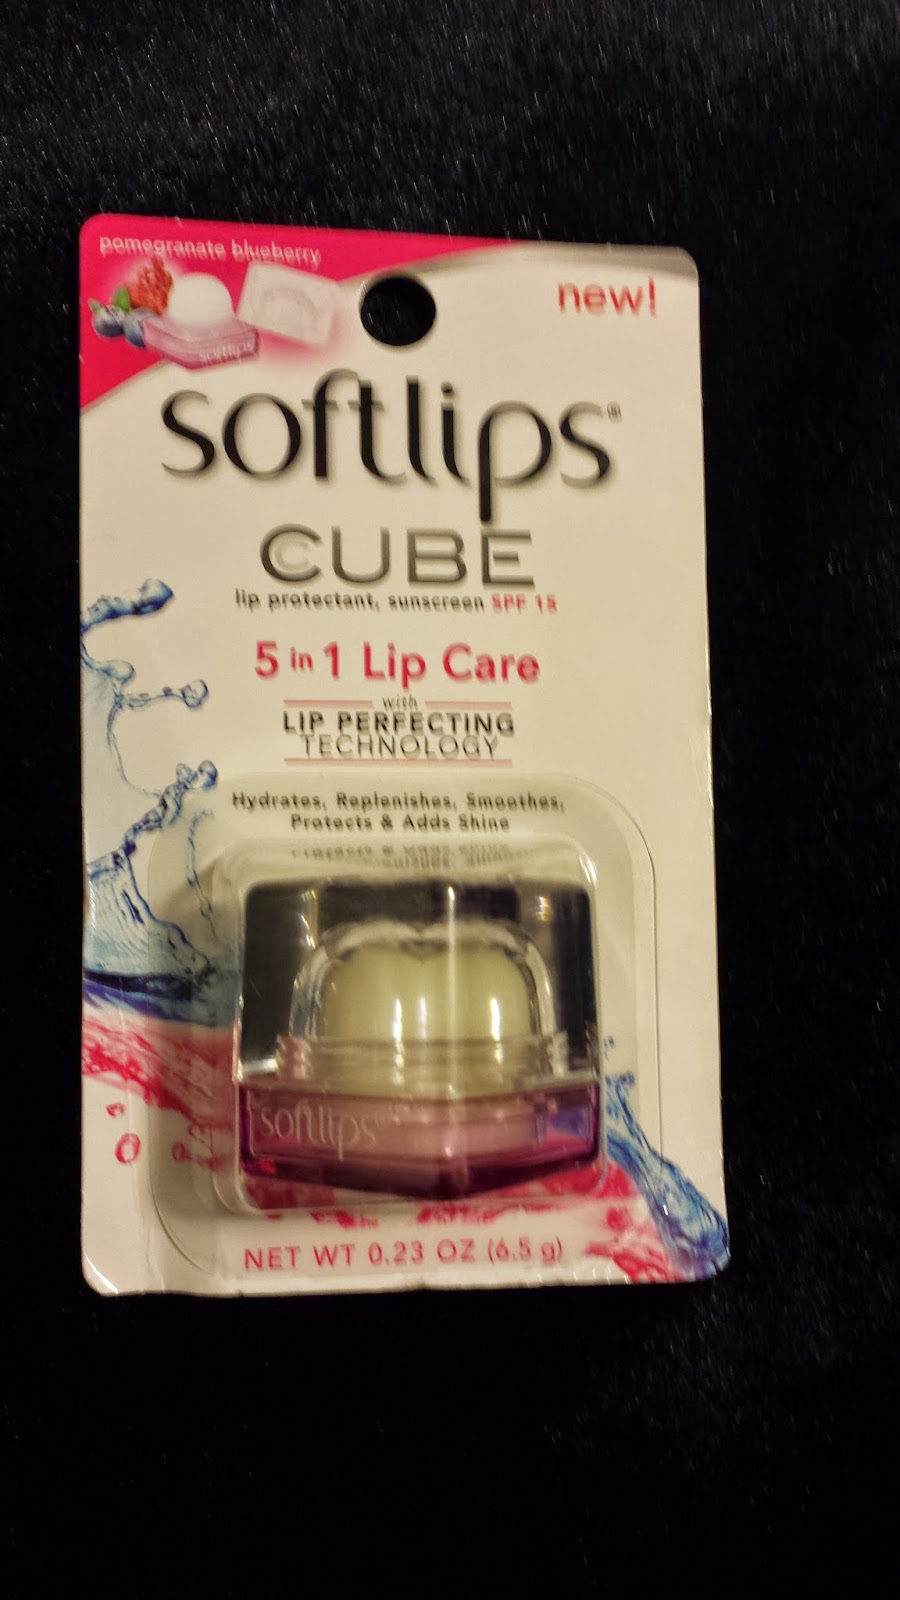 pomegranate blueberry
softlips
new!
softlips®
CUBE
lip protectant, sunscreen SPF 15
5 in 1 Lip Care
with
LIP PERFECTING
TECHNOLOGY
Hydrates, Replenishes, Smoothes,
Protects & Adds Shine
softlips
NET WT 0.23 OZ (6.5 g)